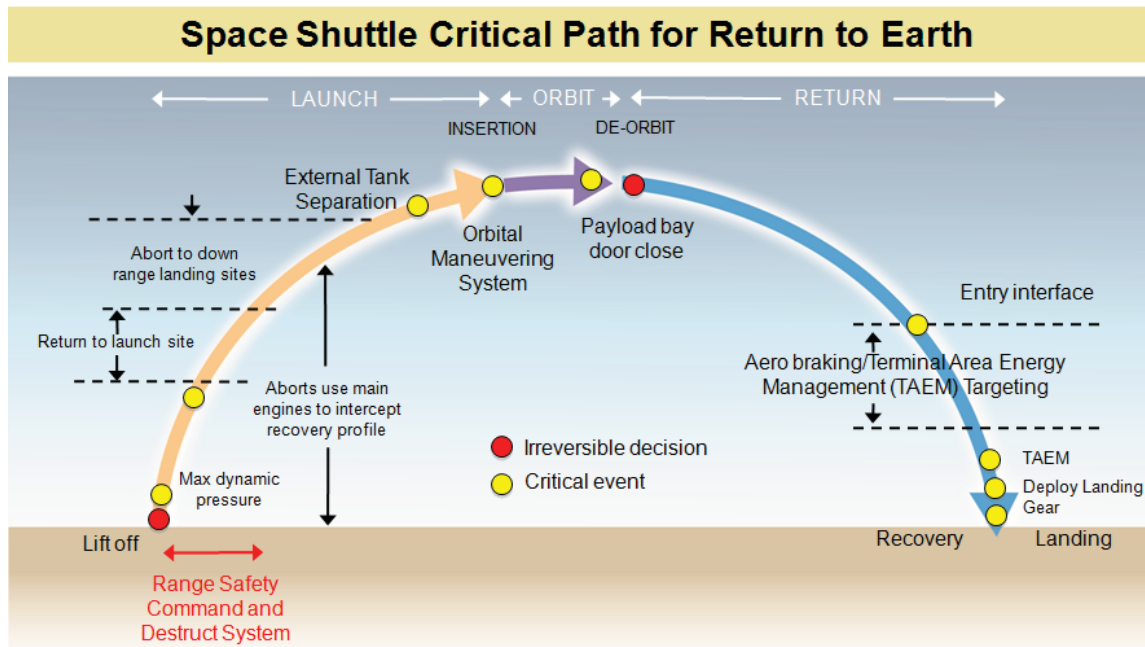 Space Shuttle Critical Path for Return to Earth
LAUNCH
ORBIT
RETURN
INSERTION
DE-ORBIT
External Tank
Separation
Orbital
Maneuvering
System
Payload bay
door close
Abort to down
range landing sites
Return to launch site
Aborts use main
engines to intercept
recovery profile
Entry interface
Aero braking/Terminal Area Energy
Management (TAEM) Targeting
Irreversible decision
Critical event
Max dynamic
pressure
TAEM
Deploy Landing
Gear
Lift off
Recovery
Landing
Range Safety
Command and
Destruct System